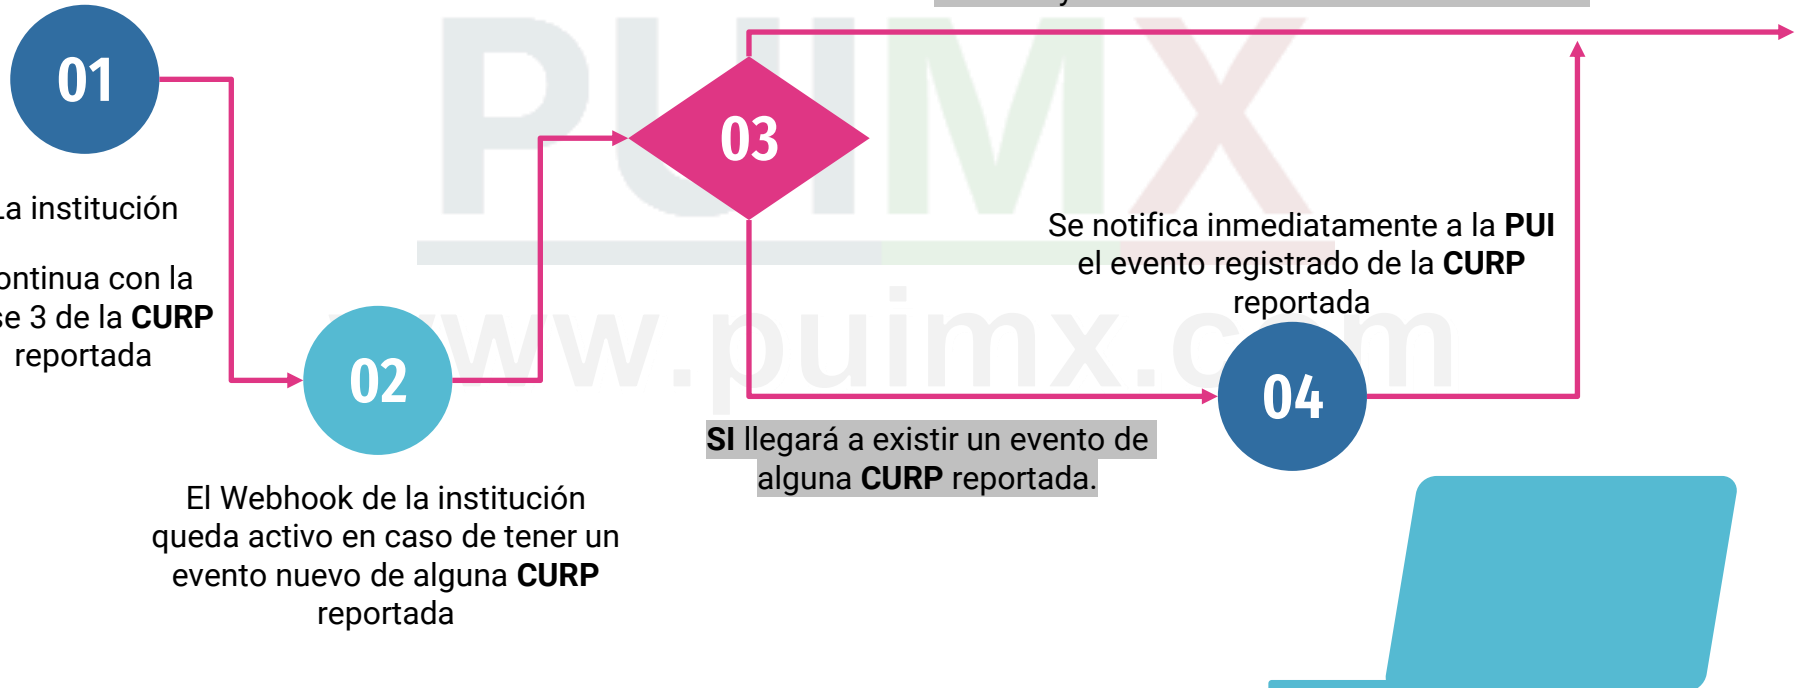 01
La institución
continua con la
3 de la CURP
reportada
02
El Webhook de la institución
queda activo en caso de tener un
evento nuevo de alguna CURP
reportada
03
SI llegará a existir un evento de
alguna CURP reportada.
Se notifica inmediatamente a la PUI
el evento registrado de la CURP
reportada
04
PUIMX
www.puimx.com